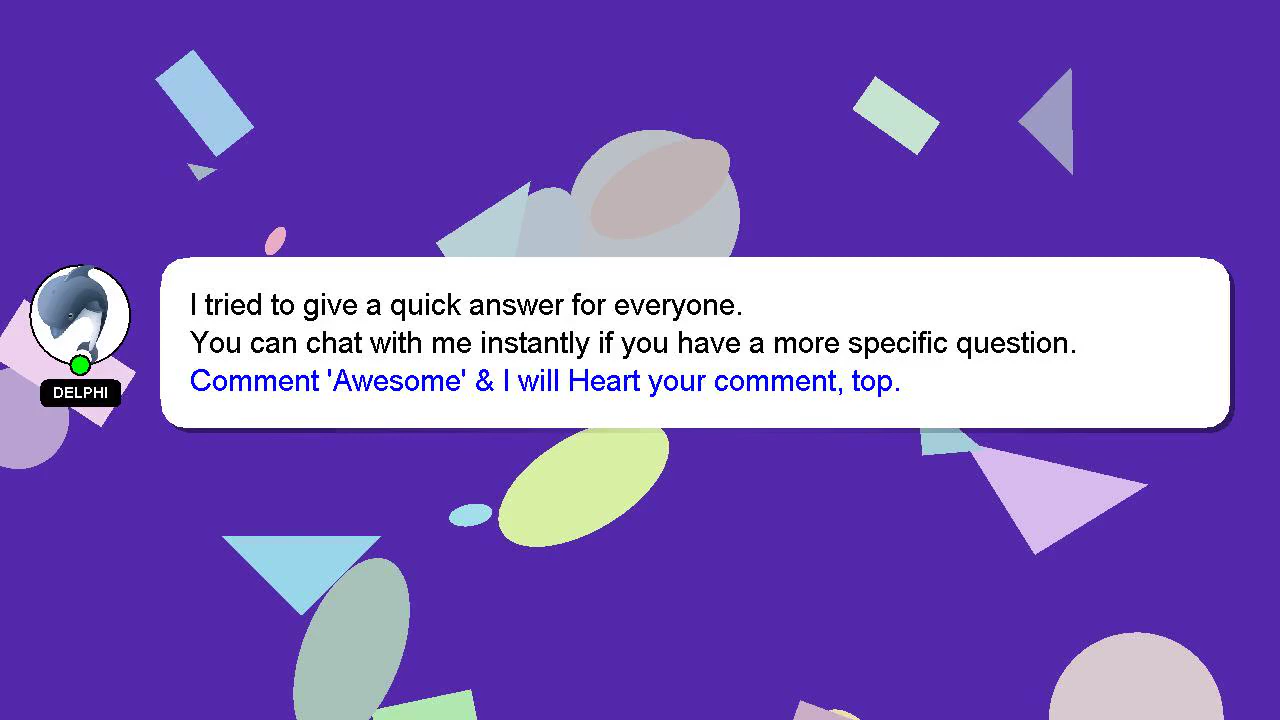 I tried to give a quick answer for everyone.
You can chat with me instantly if you have a more specific question.
Comment 'Awesome' & I will Heart your comment, top.
DELPHI